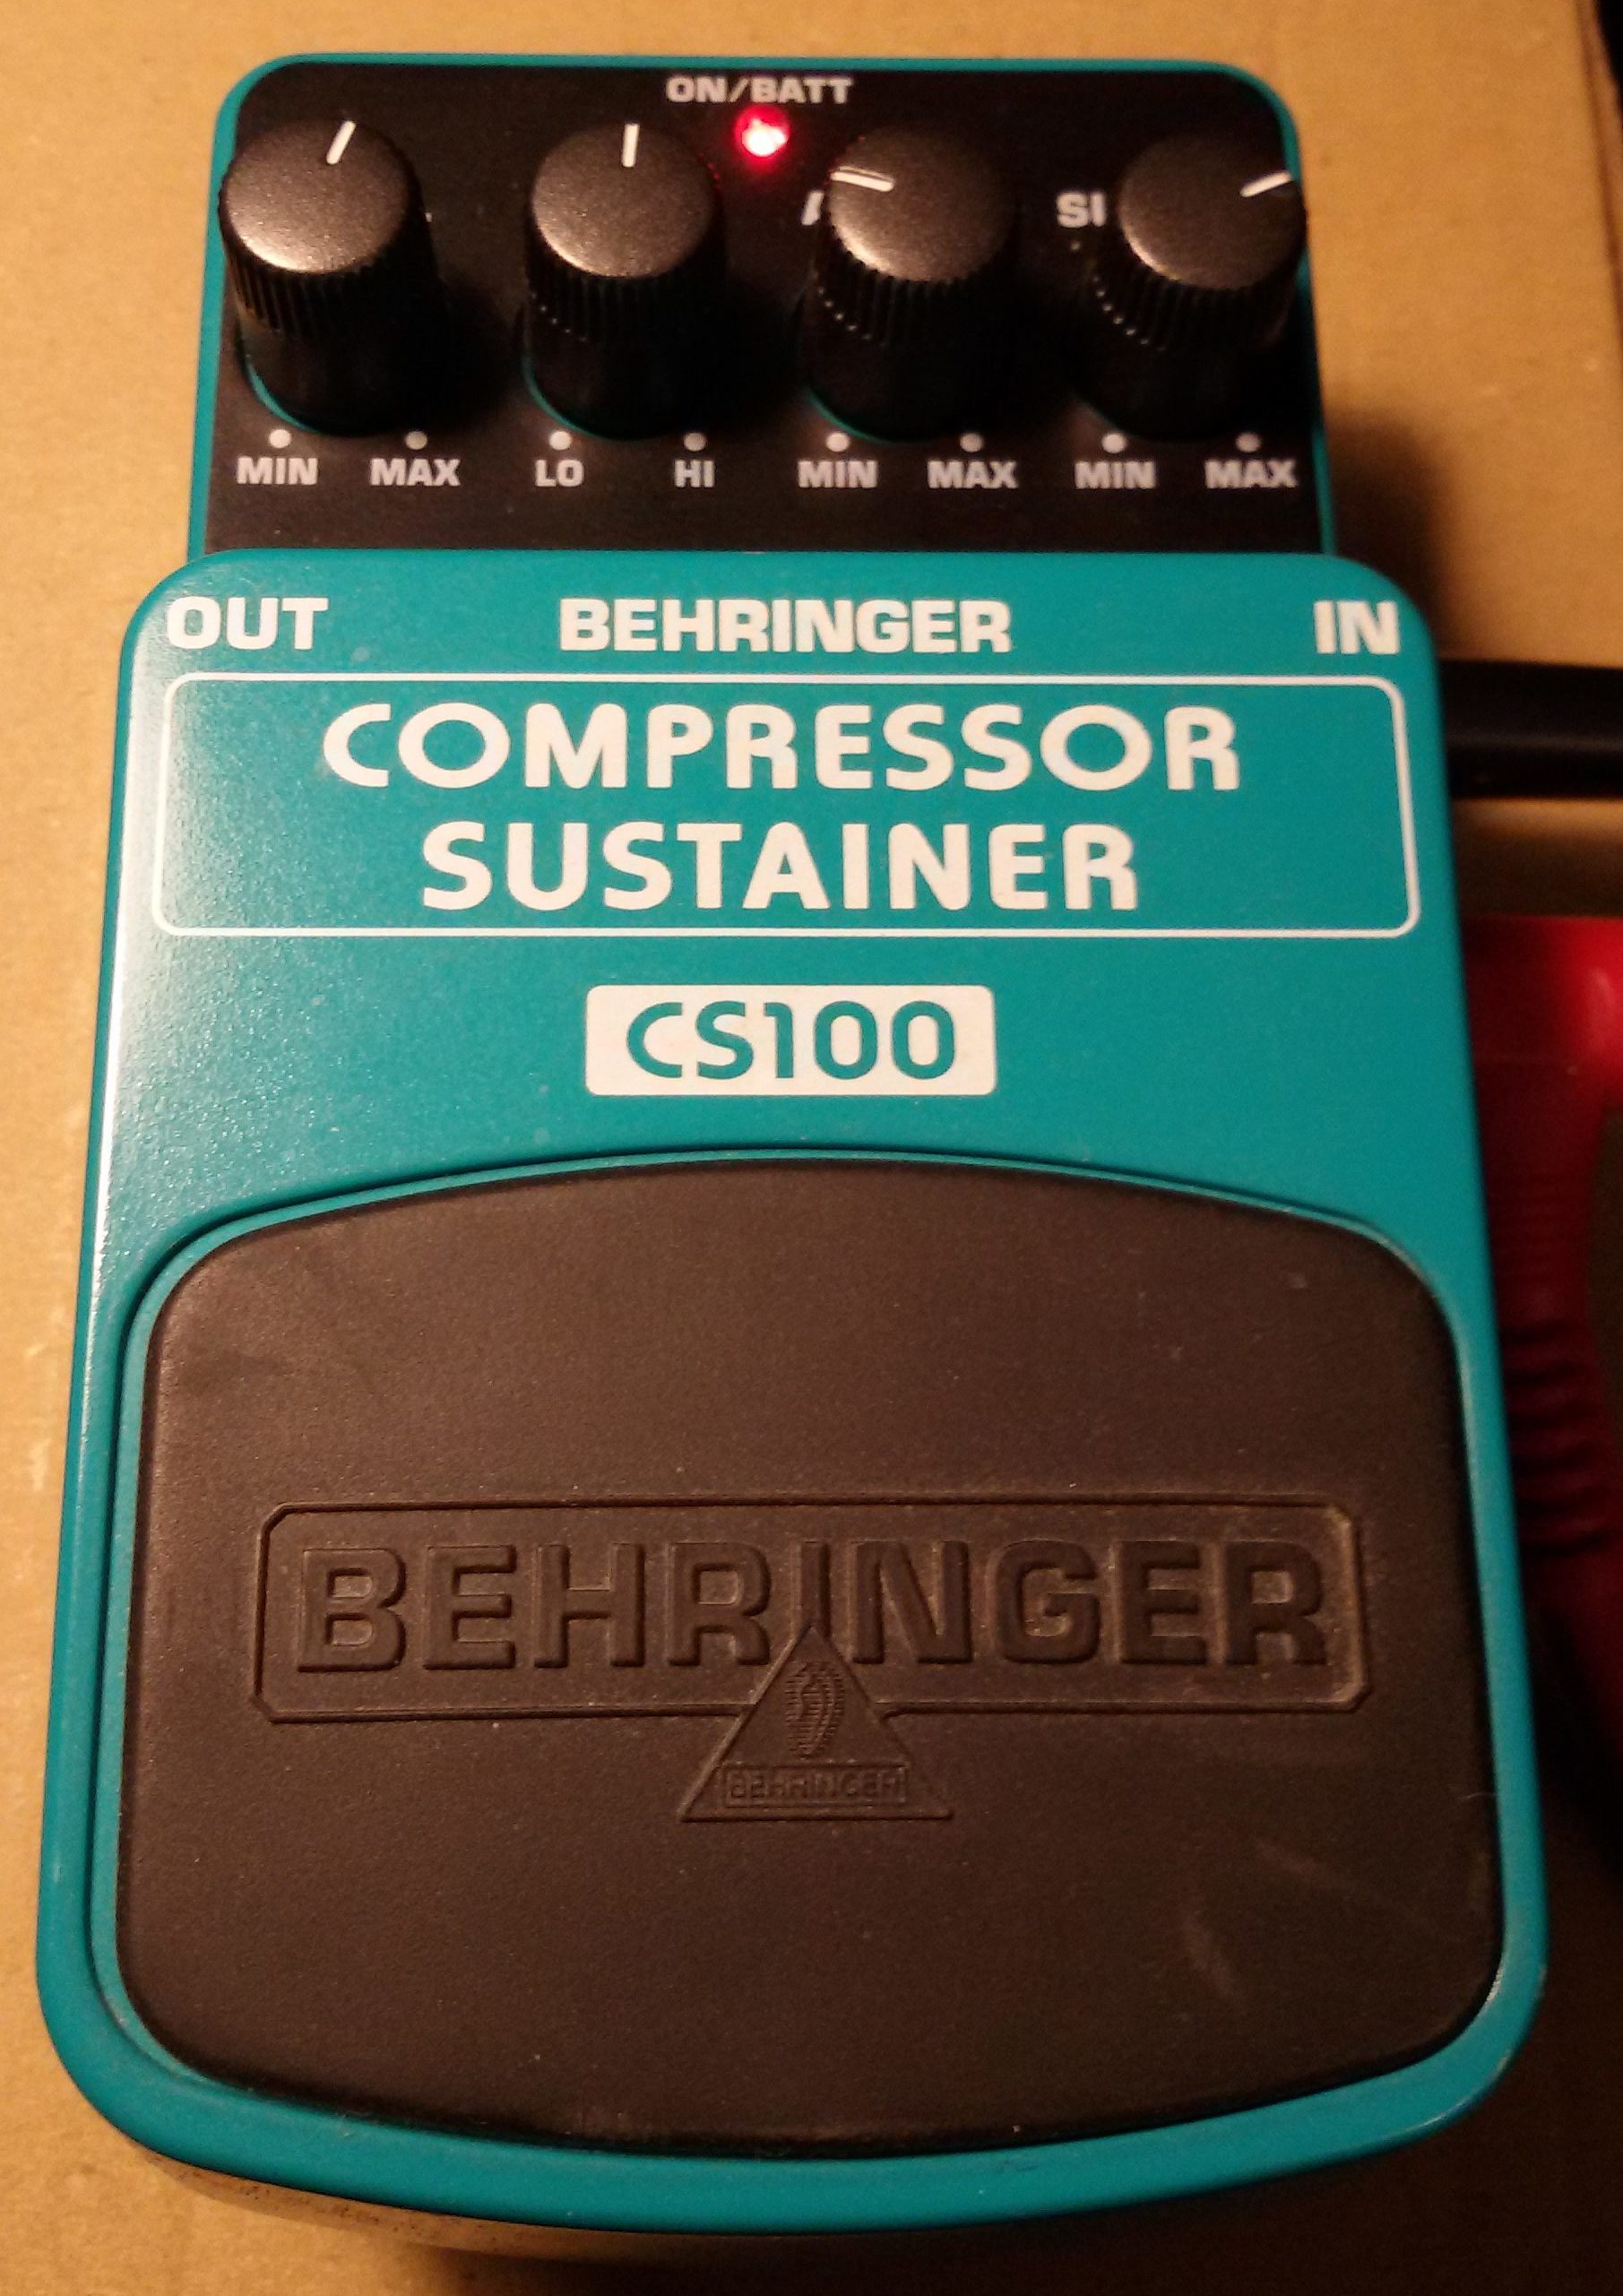 ON/BATT
MIN MAX LO HI MIN MAX MIN MAX
OUT BEHRINGER IN
COMPRESSOR
SUSTAINER
CS100
BEHRINGER
BEHRINGER